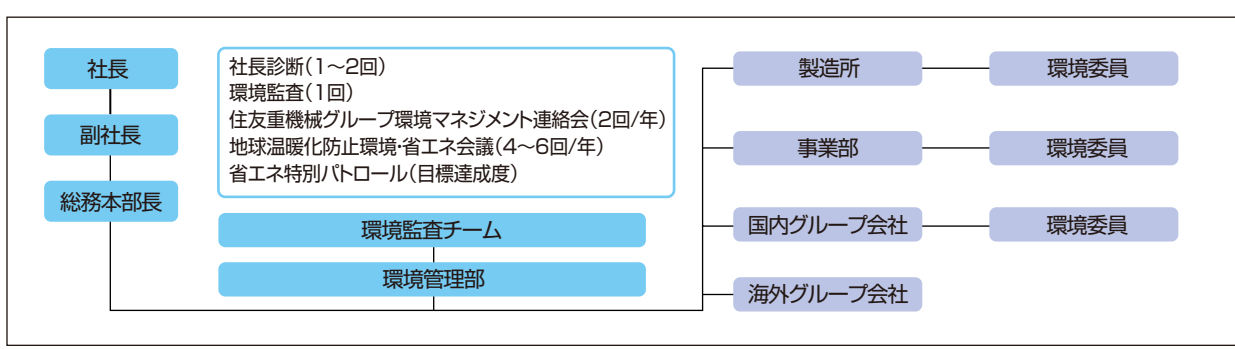 社長
副社長
総務本部長
社長診断(1〜2回)
環境監査(1回)
住友重機械グループ環境マネジメント連絡会(2回/年)
地球温暖化防止環境・省エネ会議(4〜6回/年)
省エネ特別パトロール(目標達成度)
環境監査チーム
環境管理部
製造所
環境委員
事業部
環境委員
国内グループ会社
環境委員
海外グループ会社